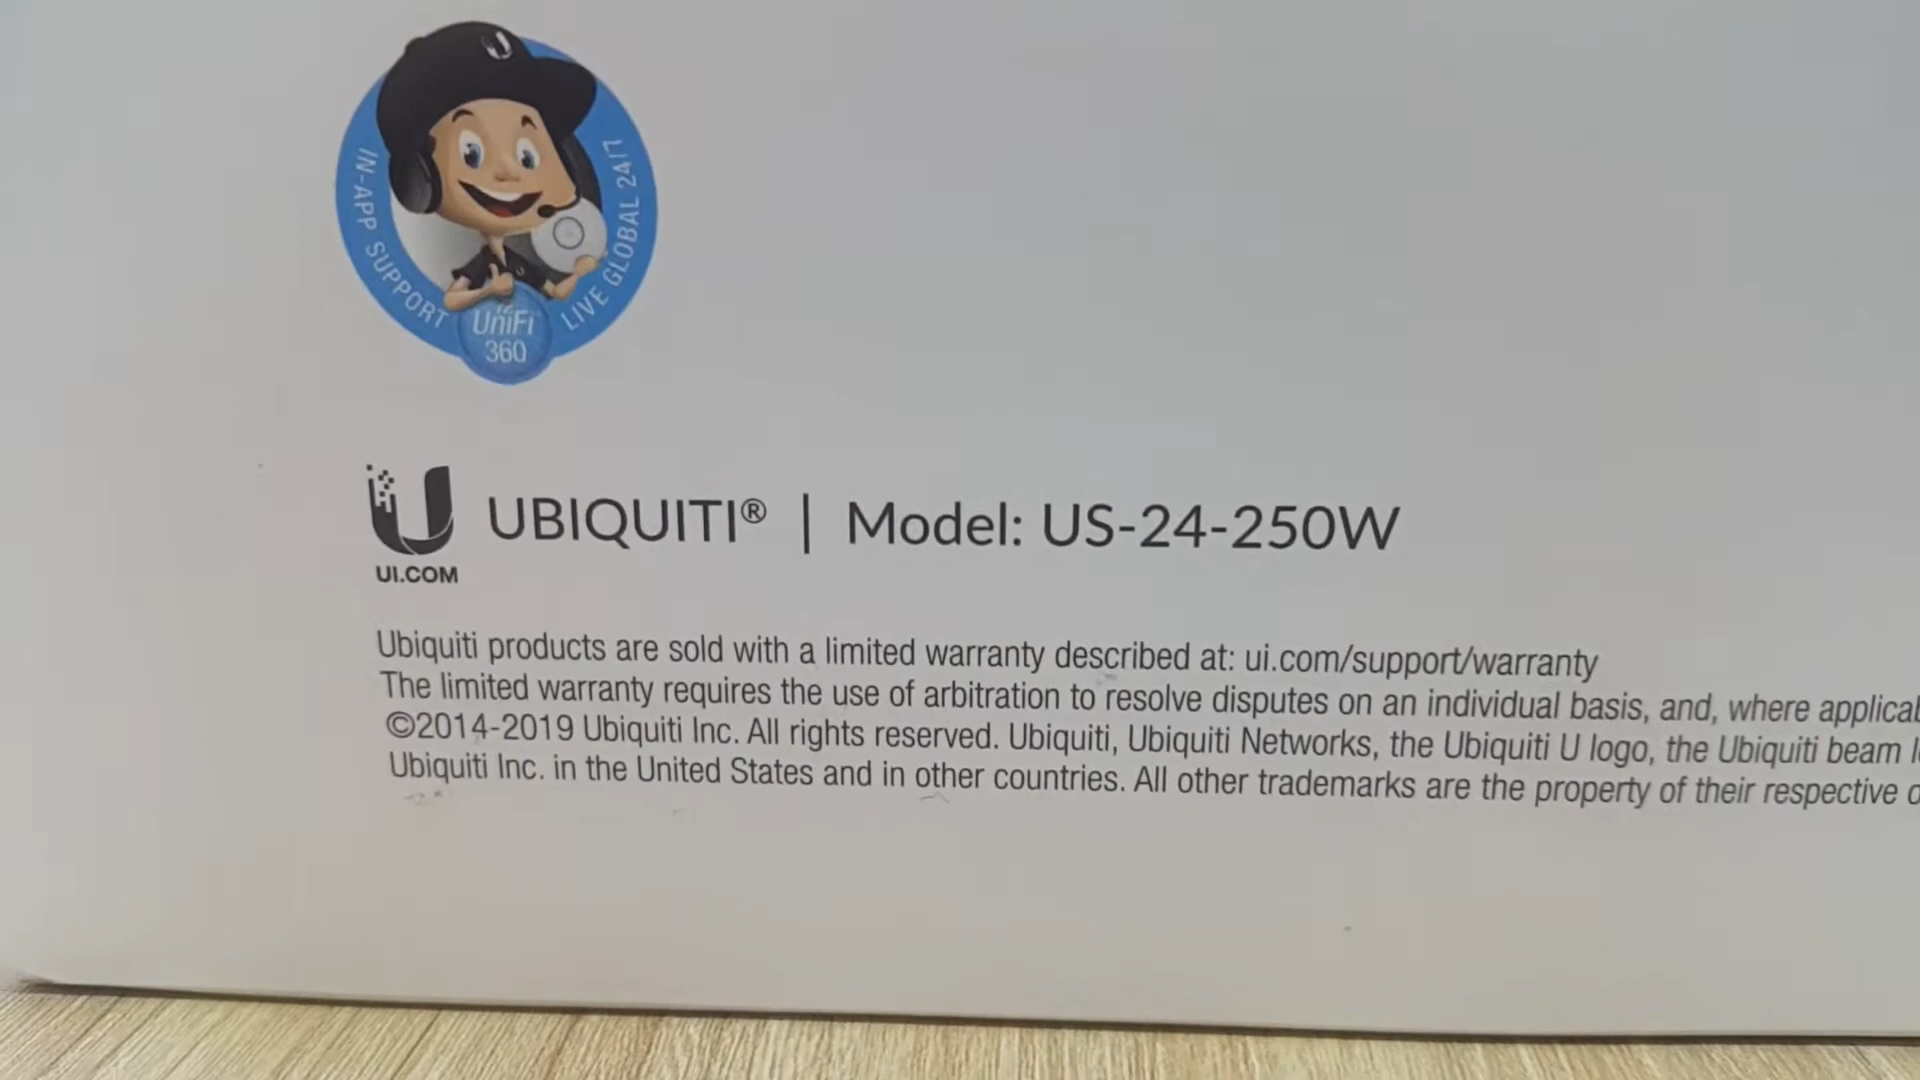 IN-APP SUPPORT
LIVE GLOBAL 24/7
UniFi
360
UI.COM
UBIQUITI® | Model: US-24-250W
Ubiquiti products are sold with a limited warranty described at: ui.com/support/warranty
The limited warranty requires the use of arbitration to resolve disputes on an individual basis, and, where
©2014-2019 Ubiquiti Inc. All rights reserved. Ubiquiti, Ubiquiti Networks, the Ubiquiti U logo, the Ubiquiti beam
Ubiquiti Inc. in the United States and in other countries. All other trademarks are the property of their respective